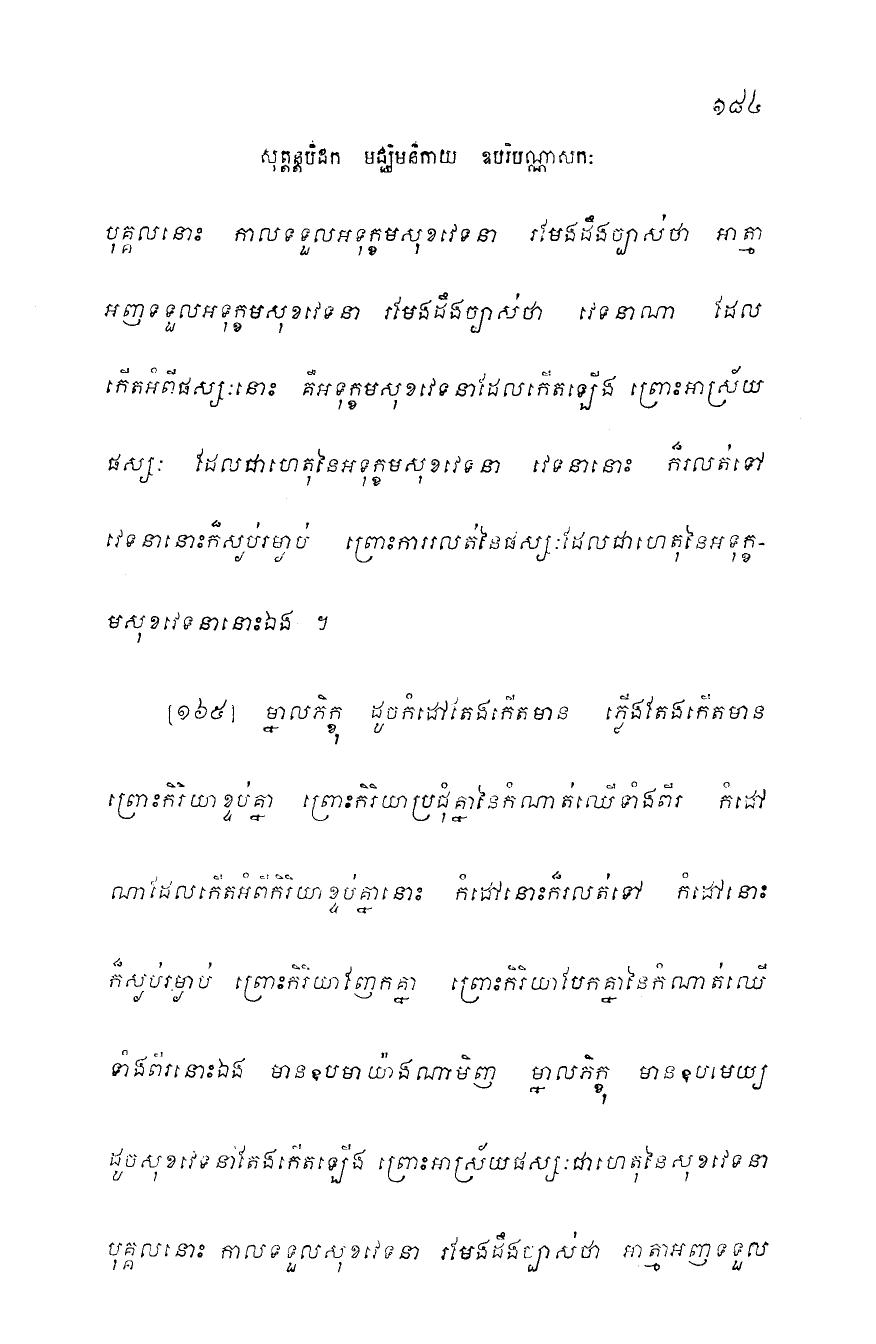 ១៨៤
សុត្តន្តបិដក មជ្ឈិមនិកាយ ឧបរិបណ្ណាសកៈ
បុគ្គលនោះ កាលទទួលអទុក្ខមសុខវេទនា រមែងដឹងច្បាស់ថា អាត្មា
អញទទួលអទុក្ខមសុខវេទនា រមែងដឹងច្បាស់ថា វេទនាណា ដែល
កើតអំពីផស្សៈនោះ គឺអទុក្ខមសុខវេទនាដែលកើតឡើង ព្រោះអាស្រ័យ
ផស្សៈ ដែលជាហេតុនៃអទុក្ខមសុខវេទនា វេទនានោះ ក៏រលត់ទៅ
វេទនានោះក៏ស្ងប់រម្ងាប់ ព្រោះការរលត់នៃផស្សៈដែលជាហេតុនៃអទុក្ខ-
មសុខវេទនានោះឯង ។
[១៦៥] ម្នាលភិក្ខុ ដូចកំដៅតែងកើតមាន ភ្លើងតែងកើតមាន
ព្រោះកិរិយាខ្ទប់គ្នា ព្រោះកិរិយាប្រជុំគ្នានៃកំណាត់ឈើទាំងពីរ កំដៅ
ណាដែលកើតអំពីកិរិយាខ្ទប់គ្នានោះ កំដៅនោះក៏រលត់ទៅ កំដៅនោះ
ក៏ស្ងប់រម្ងាប់ ព្រោះកិរិយាវែញកគ្នា ព្រោះកិរិយាបែកគ្នានៃកំណាត់ឈើ
ទាំងពីរនោះឯង មានឧបមាយ៉ាងណាមិញ ម្នាលភិក្ខុ មានឧបមេយ្យ
ដូចសុខវេទនាតែងកើតឡើង ព្រោះអាស្រ័យផស្សៈជាហេតុនៃសុខវេទនា
បុគ្គលនោះ កាលទទួលសុខវេទនា រមែងដឹងច្បាស់ថា អាត្មាអញទទួល